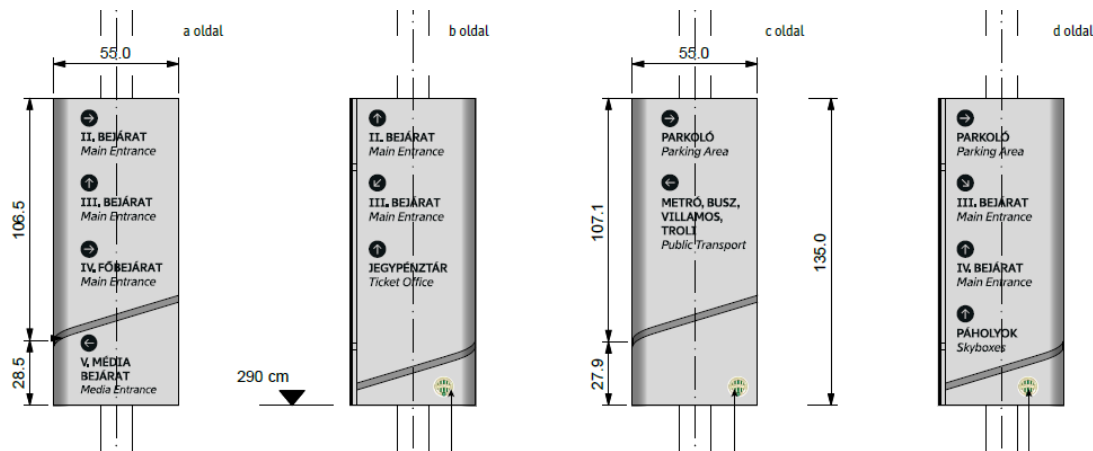 a oldal
55.0
II. BEJÁRAT
Main Entrance
III. BEJÁRAT
Main Entrance
IV. FŐBEJÁRAT
Main Entrance
V. MÉDIA
BEJÁRAT
Media Entrance
106.5
28.5
b oldal
II. BEJÁRAT
Main Entrance
III. BEJÁRAT
Main Entrance
JEGYPÉNZTÁR
Ticket Office
290 cm
c oldal
55.0
PARKOLÓ
Parking Area
METRÓ, BUSZ,
VILLAMOS,
TROLI
Public Transport
107.1
27.9
d oldal
135.0
PARKOLÓ
Parking Area
III. BEJÁRAT
Main Entrance
IV. BEJÁRAT
Main Entrance
PÁHOLYOK
Skyboxes